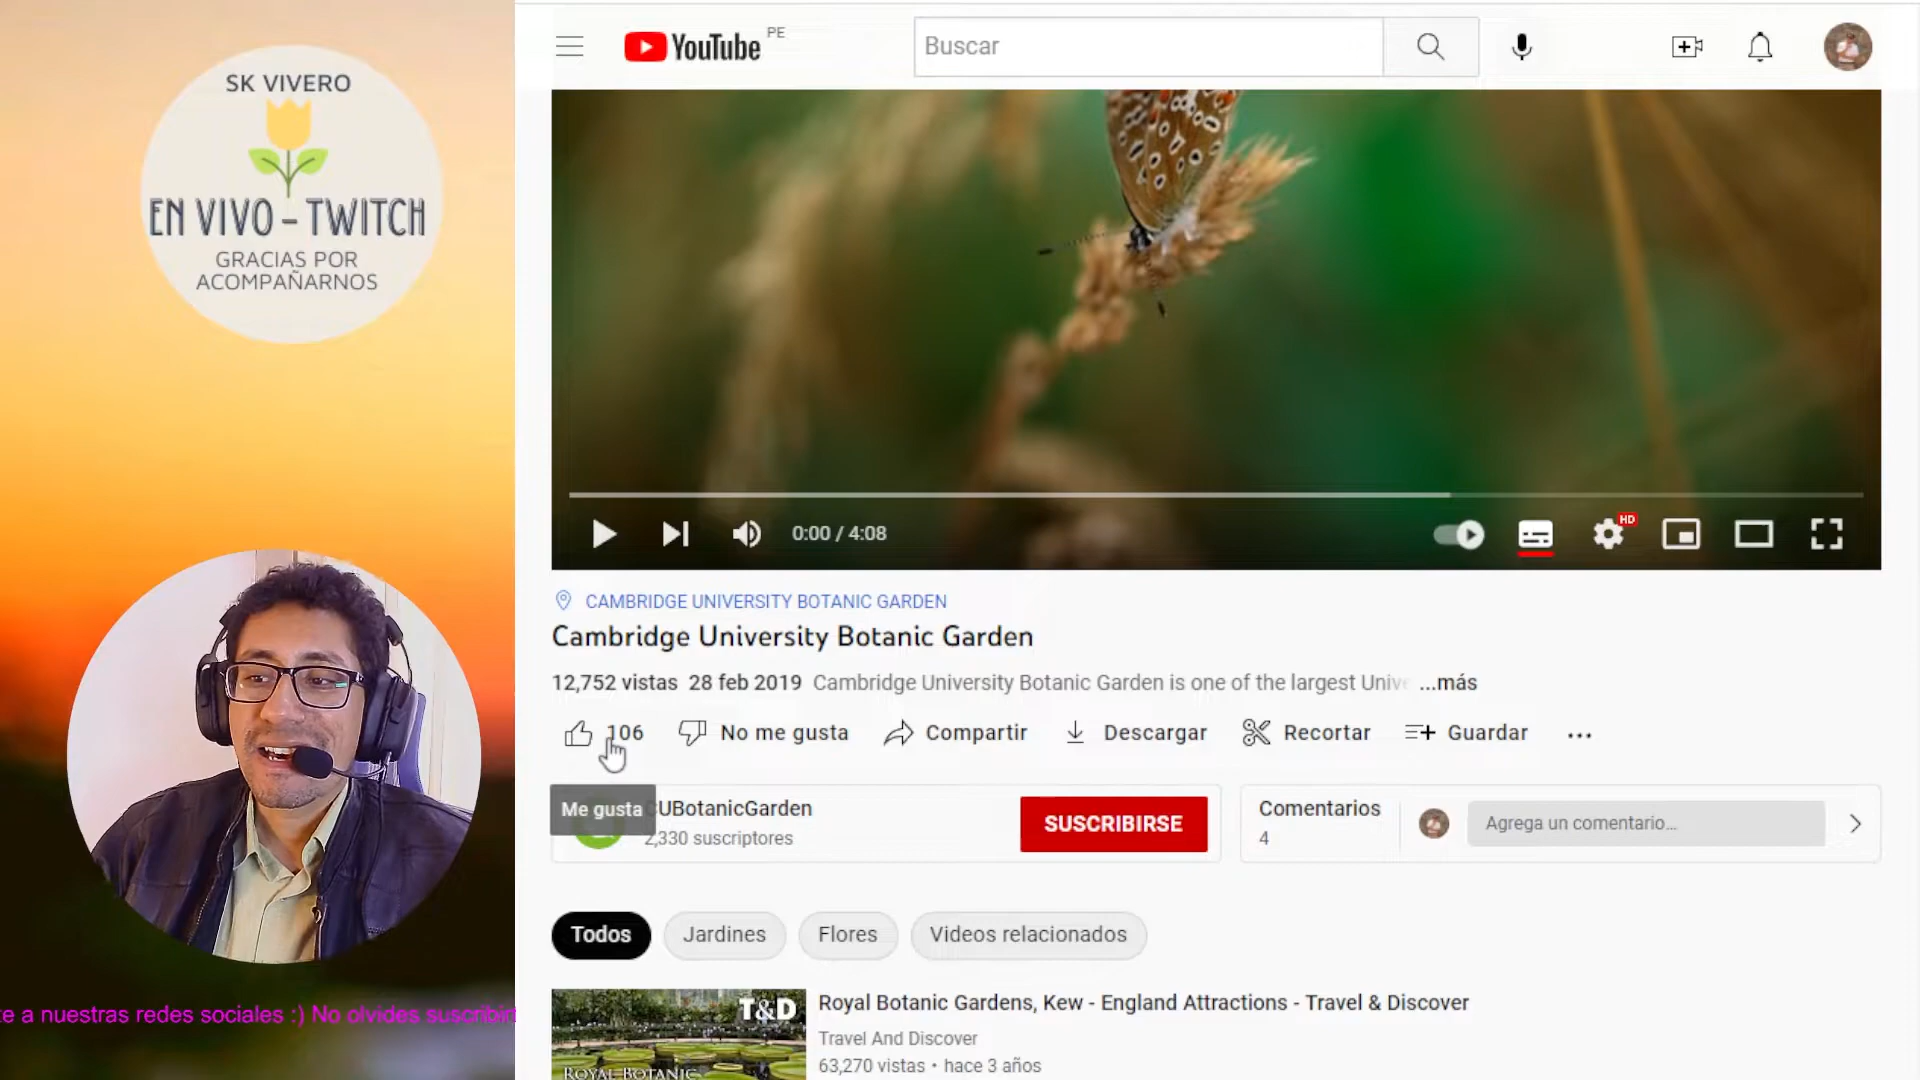 SK VIVERO
EN VIVO - TWITCH
GRACIAS POR
ACOMPAÑARNOS
a nuestras redes sociales :) No olvides suscribir
YouTube PE
Buscar
0:00 / 4:08
HD
CAMBRIDGE UNIVERSITY BOTANIC GARDEN
Cambridge University Botanic Garden
12,752 vistas 28 feb 2019 Cambridge University Botanic Garden is one of the largest Unive ...más
106 No me gusta Compartir Descargar Recortar Guardar ...
Me gusta
UBotanicGarden
2,330 suscriptores
SUSCRIBIRSE
Comentarios
4
Agrega un comentario...
Todos Jardines Flores Videos relacionados
T&D
ROYAL BOTANIC
Royal Botanic Gardens, Kew - England Attractions - Travel & Discover
Travel And Discover
63,270 vistas • hace 3 años